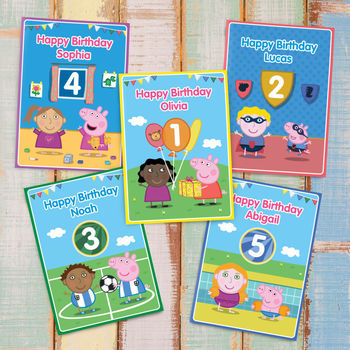 Happy Birthday
Sophia
4
Happy Birthday
Lucas
2
Happy Birthday
Olivia
1
Happy Birthday
Noah
3
Happy Birthday
Abigail
5